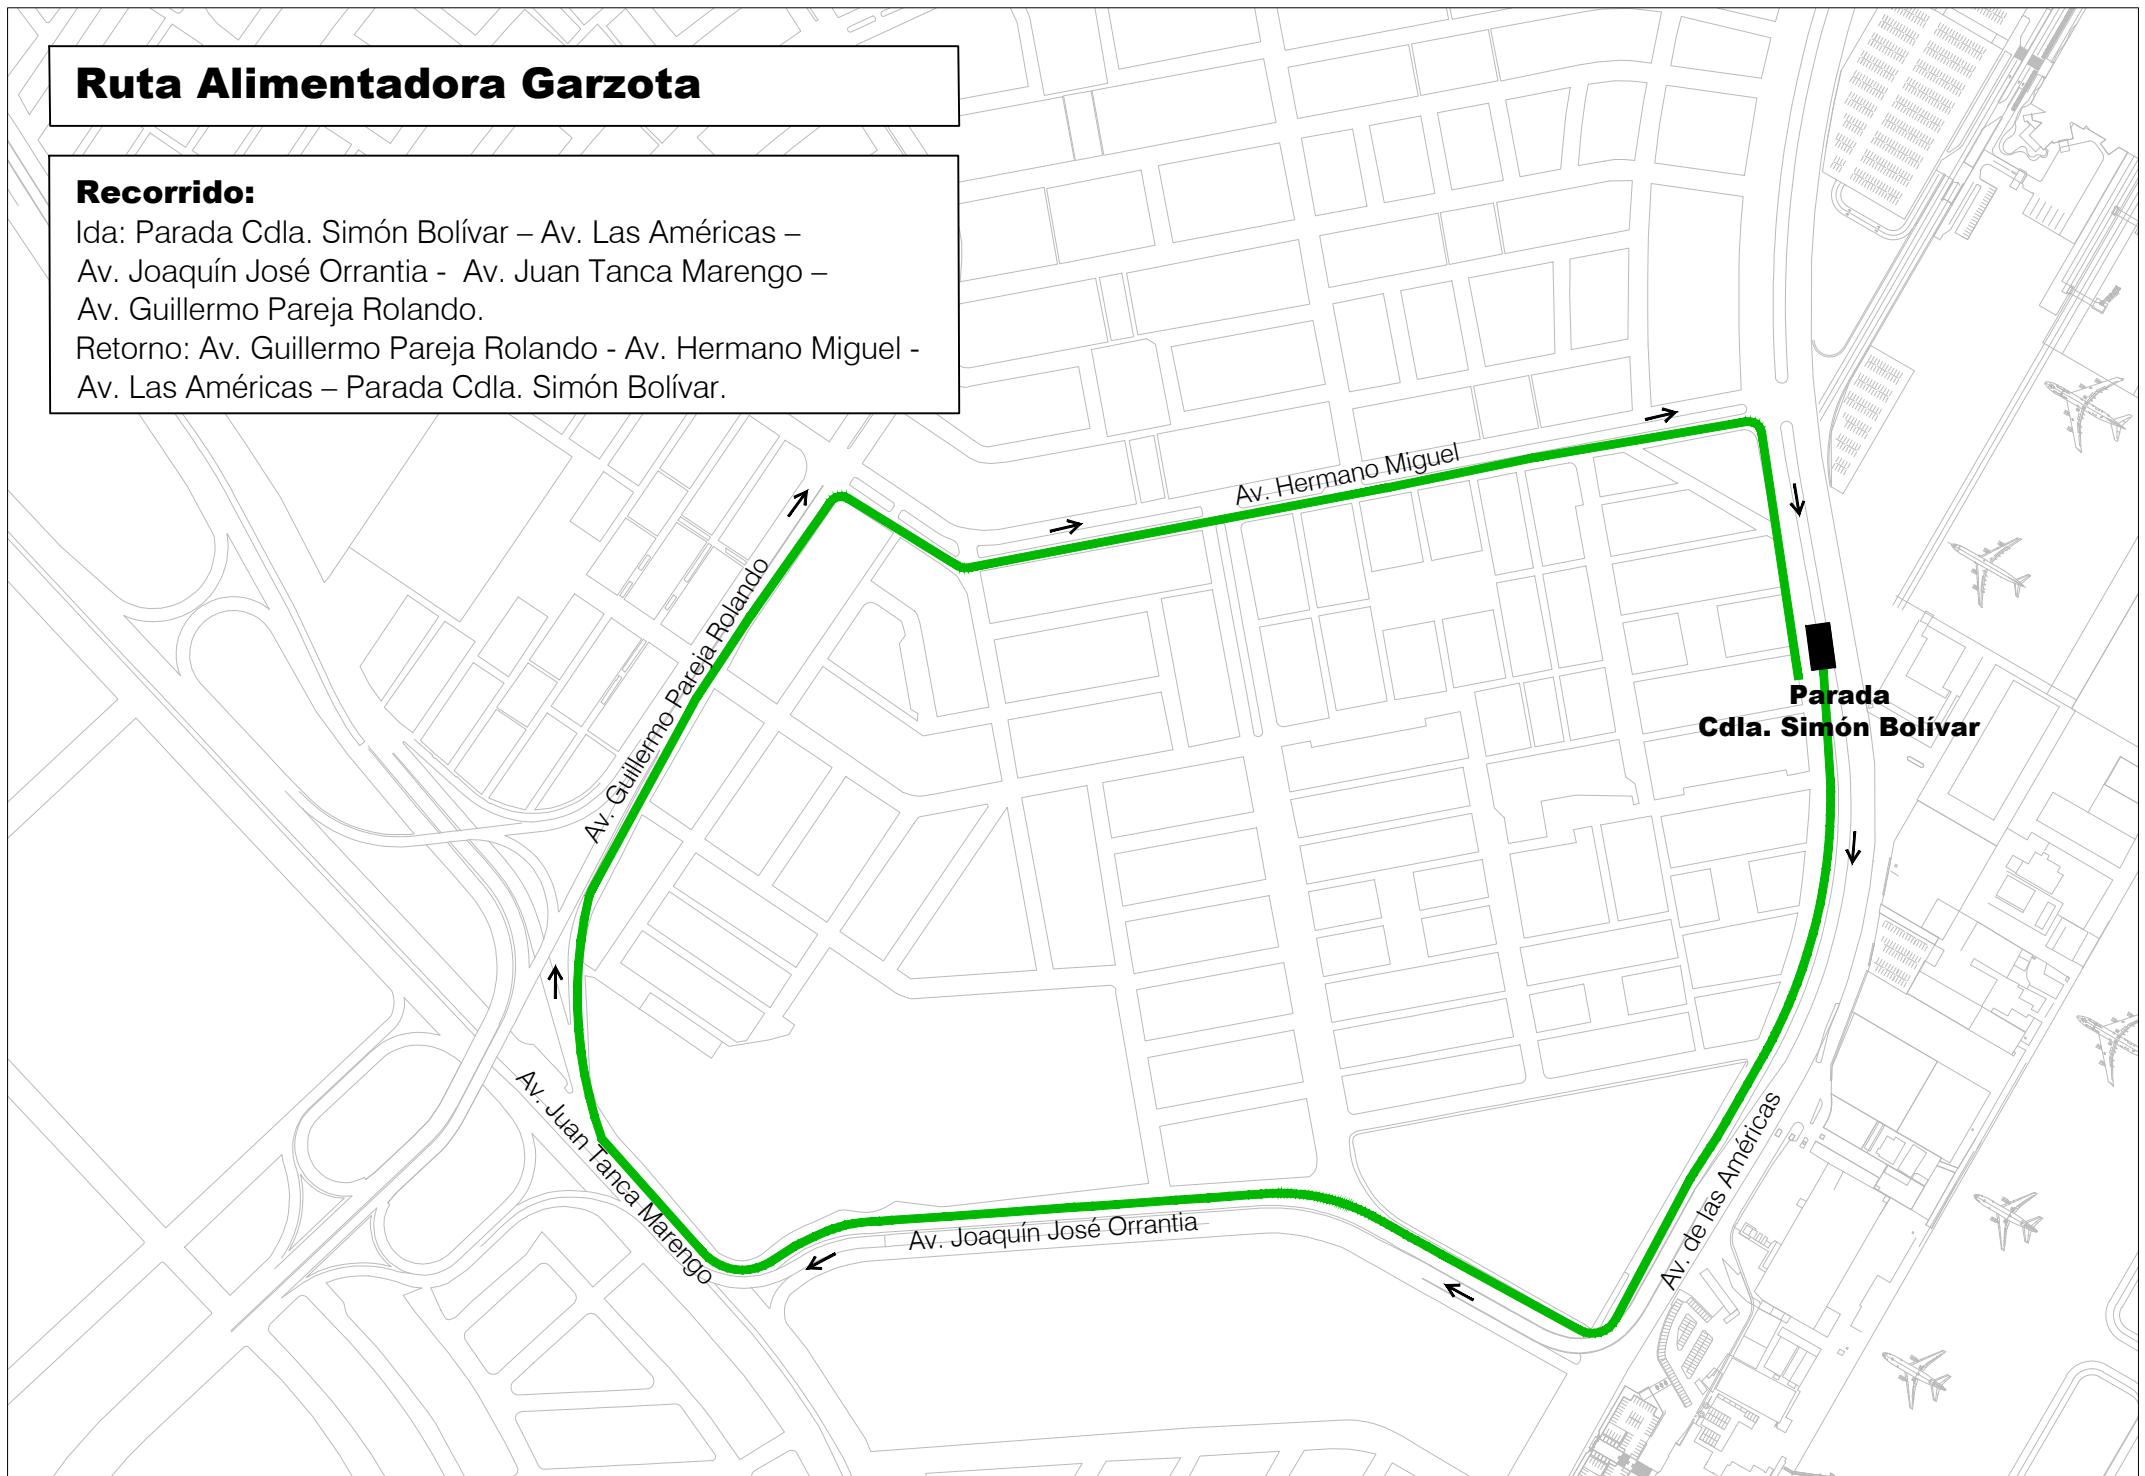 Ruta Alimentadora Garzota
Recorrido:
Ida: Parada Cdla. Simón Bolívar – Av. Las Américas –
Av. Joaquín José Orrantia - Av. Juan Tanca Marengo –
Av. Guillermo Pareja Rolando.
Retorno: Av. Guillermo Pareja Rolando - Av. Hermano Miguel -
Av. Las Américas – Parada Cdla. Simón Bolívar.
Av. Hermano Miguel
Av. Guillermo Pareja Rolando
Parada
Cdla. Simón Bolívar
Av. Juan Tanca Marengo
Av. Joaquín José Orrantia
Av. de las Américas